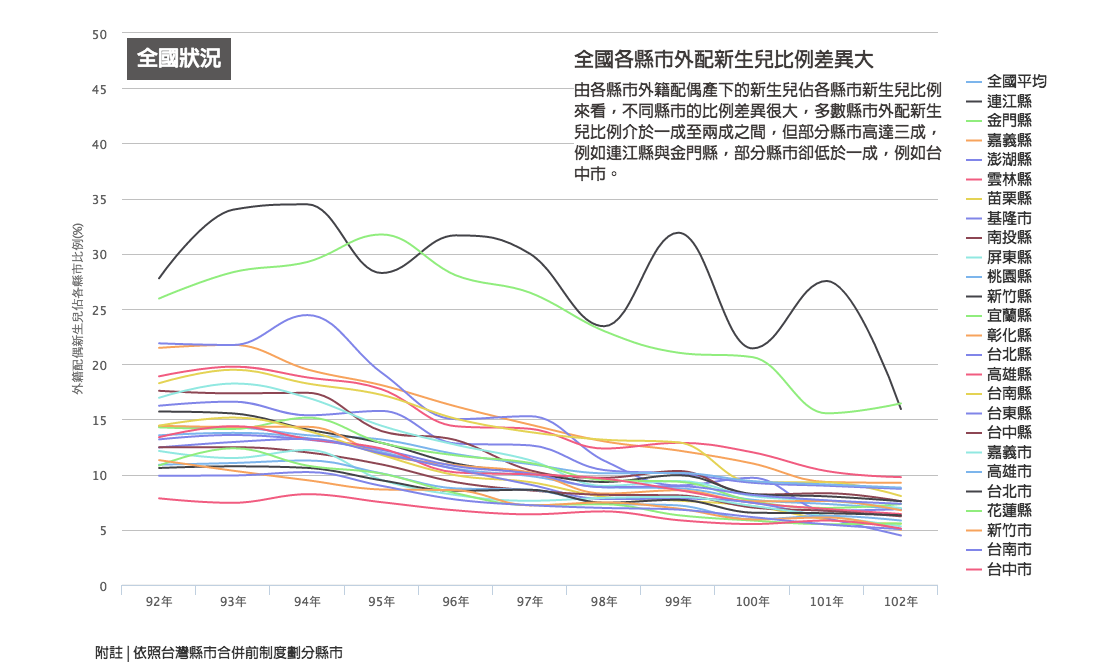 全國狀況
全國各縣市外配新生兒比例差異大
由各縣市外籍配偶產下的新生兒佔各縣市新生兒比例
來看，不同縣市的比例差異很大，多數縣市外配新生
兒比例介於一成至兩成之間，但部分縣市高達三成，
例如連江縣與金門縣，部分縣市卻低於一成，例如台
中市。
外籍配偶新生兒佔各縣市比例(%)
50
45
40
35
30
25
20
15
10
5
0
92年
93年
94年
95年
96年
97年
98年
99年
100年
101年
102年
全國平均
連江縣
金門縣
嘉義縣
澎湖縣
雲林縣
苗栗縣
基隆市
南投縣
屏東縣
桃園縣
新竹縣
宜蘭縣
彰化縣
台北縣
高雄縣
台南縣
台東縣
台中縣
嘉義市
高雄市
台北市
花蓮縣
新竹市
台南市
台中市
附註│依照台灣縣市合併前制度劃分縣市